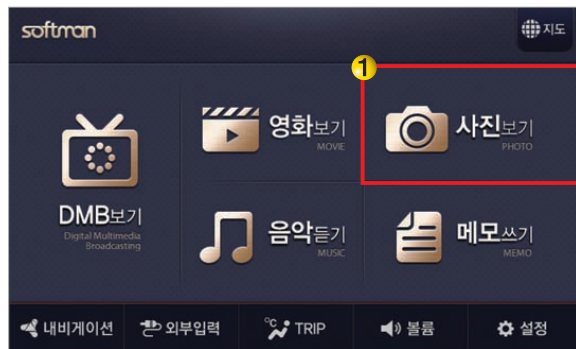 softman
지도
1
영화보기
MOVIE
사진보기
PHOTO
DMB보기
Digital Multimedia
Broadcasting
음악듣기
MUSIC
메모쓰기
MEMO
내비게이션
외부입력
°C TRIP
볼륨
설정